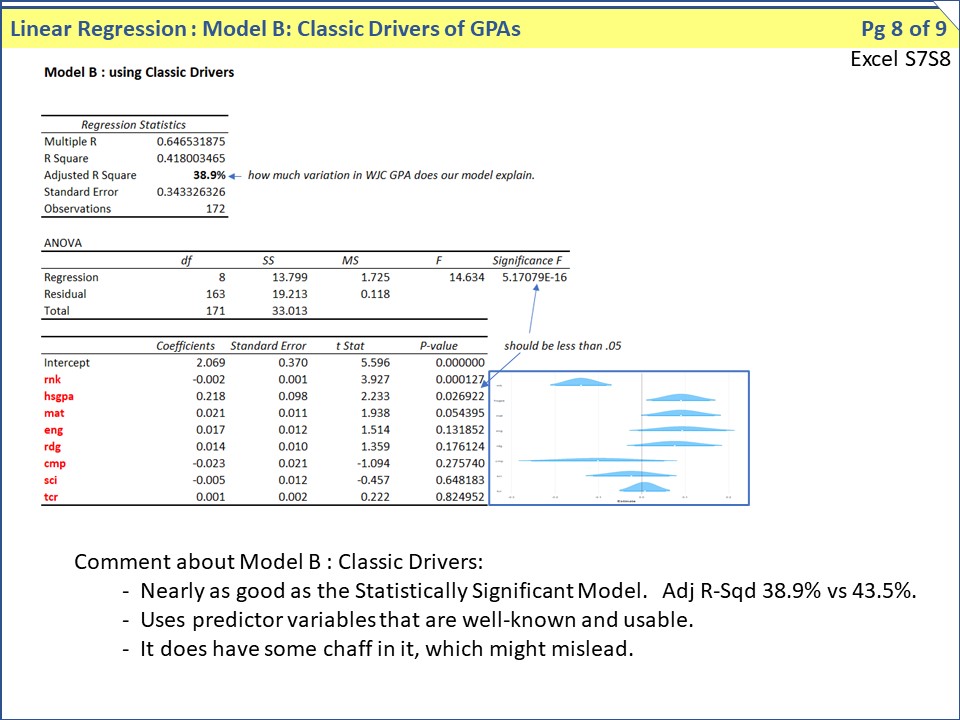 Linear Regression : Model B: Classic Drivers of GPAs Pg 8 of 9
Excel S7S8
Model B : using Classic Drivers
Regression Statistics
Multiple R 0.646531875
R Square 0.418003465
Adjusted R Square 38.9% how much variation in WJC GPA does our model explain.
Standard Error 0.343326326
Observations 172
ANOVA
df SS MS F Significance F
Regression 8 13.799 1.725 14.634 5.17079E-16
Residual 163 19.213 0.118
Total 171 33.013
Coefficients Standard Error t Stat P-value should be less than .05
Intercept 2.069 0.370 5.596 0.000000
rnk -0.002 0.001 3.927 0.000127
hsgpa 0.218 0.098 2.233 0.026922
mat 0.021 0.011 1.938 0.054395
eng 0.017 0.012 1.514 0.131852
rdg 0.014 0.010 1.359 0.176124
cmp -0.023 0.021 -1.094 0.275740
sci -0.005 0.012 -0.457 0.648183
tcr 0.001 0.002 0.222 0.824952
Comment about Model B : Classic Drivers:
- Nearly as good as the Statistically Significant Model. Adj R-Sqd 38.9% vs 43.5%.
- Uses predictor variables that are well-known and usable.
- It does have some chaff in it, which might mislead.